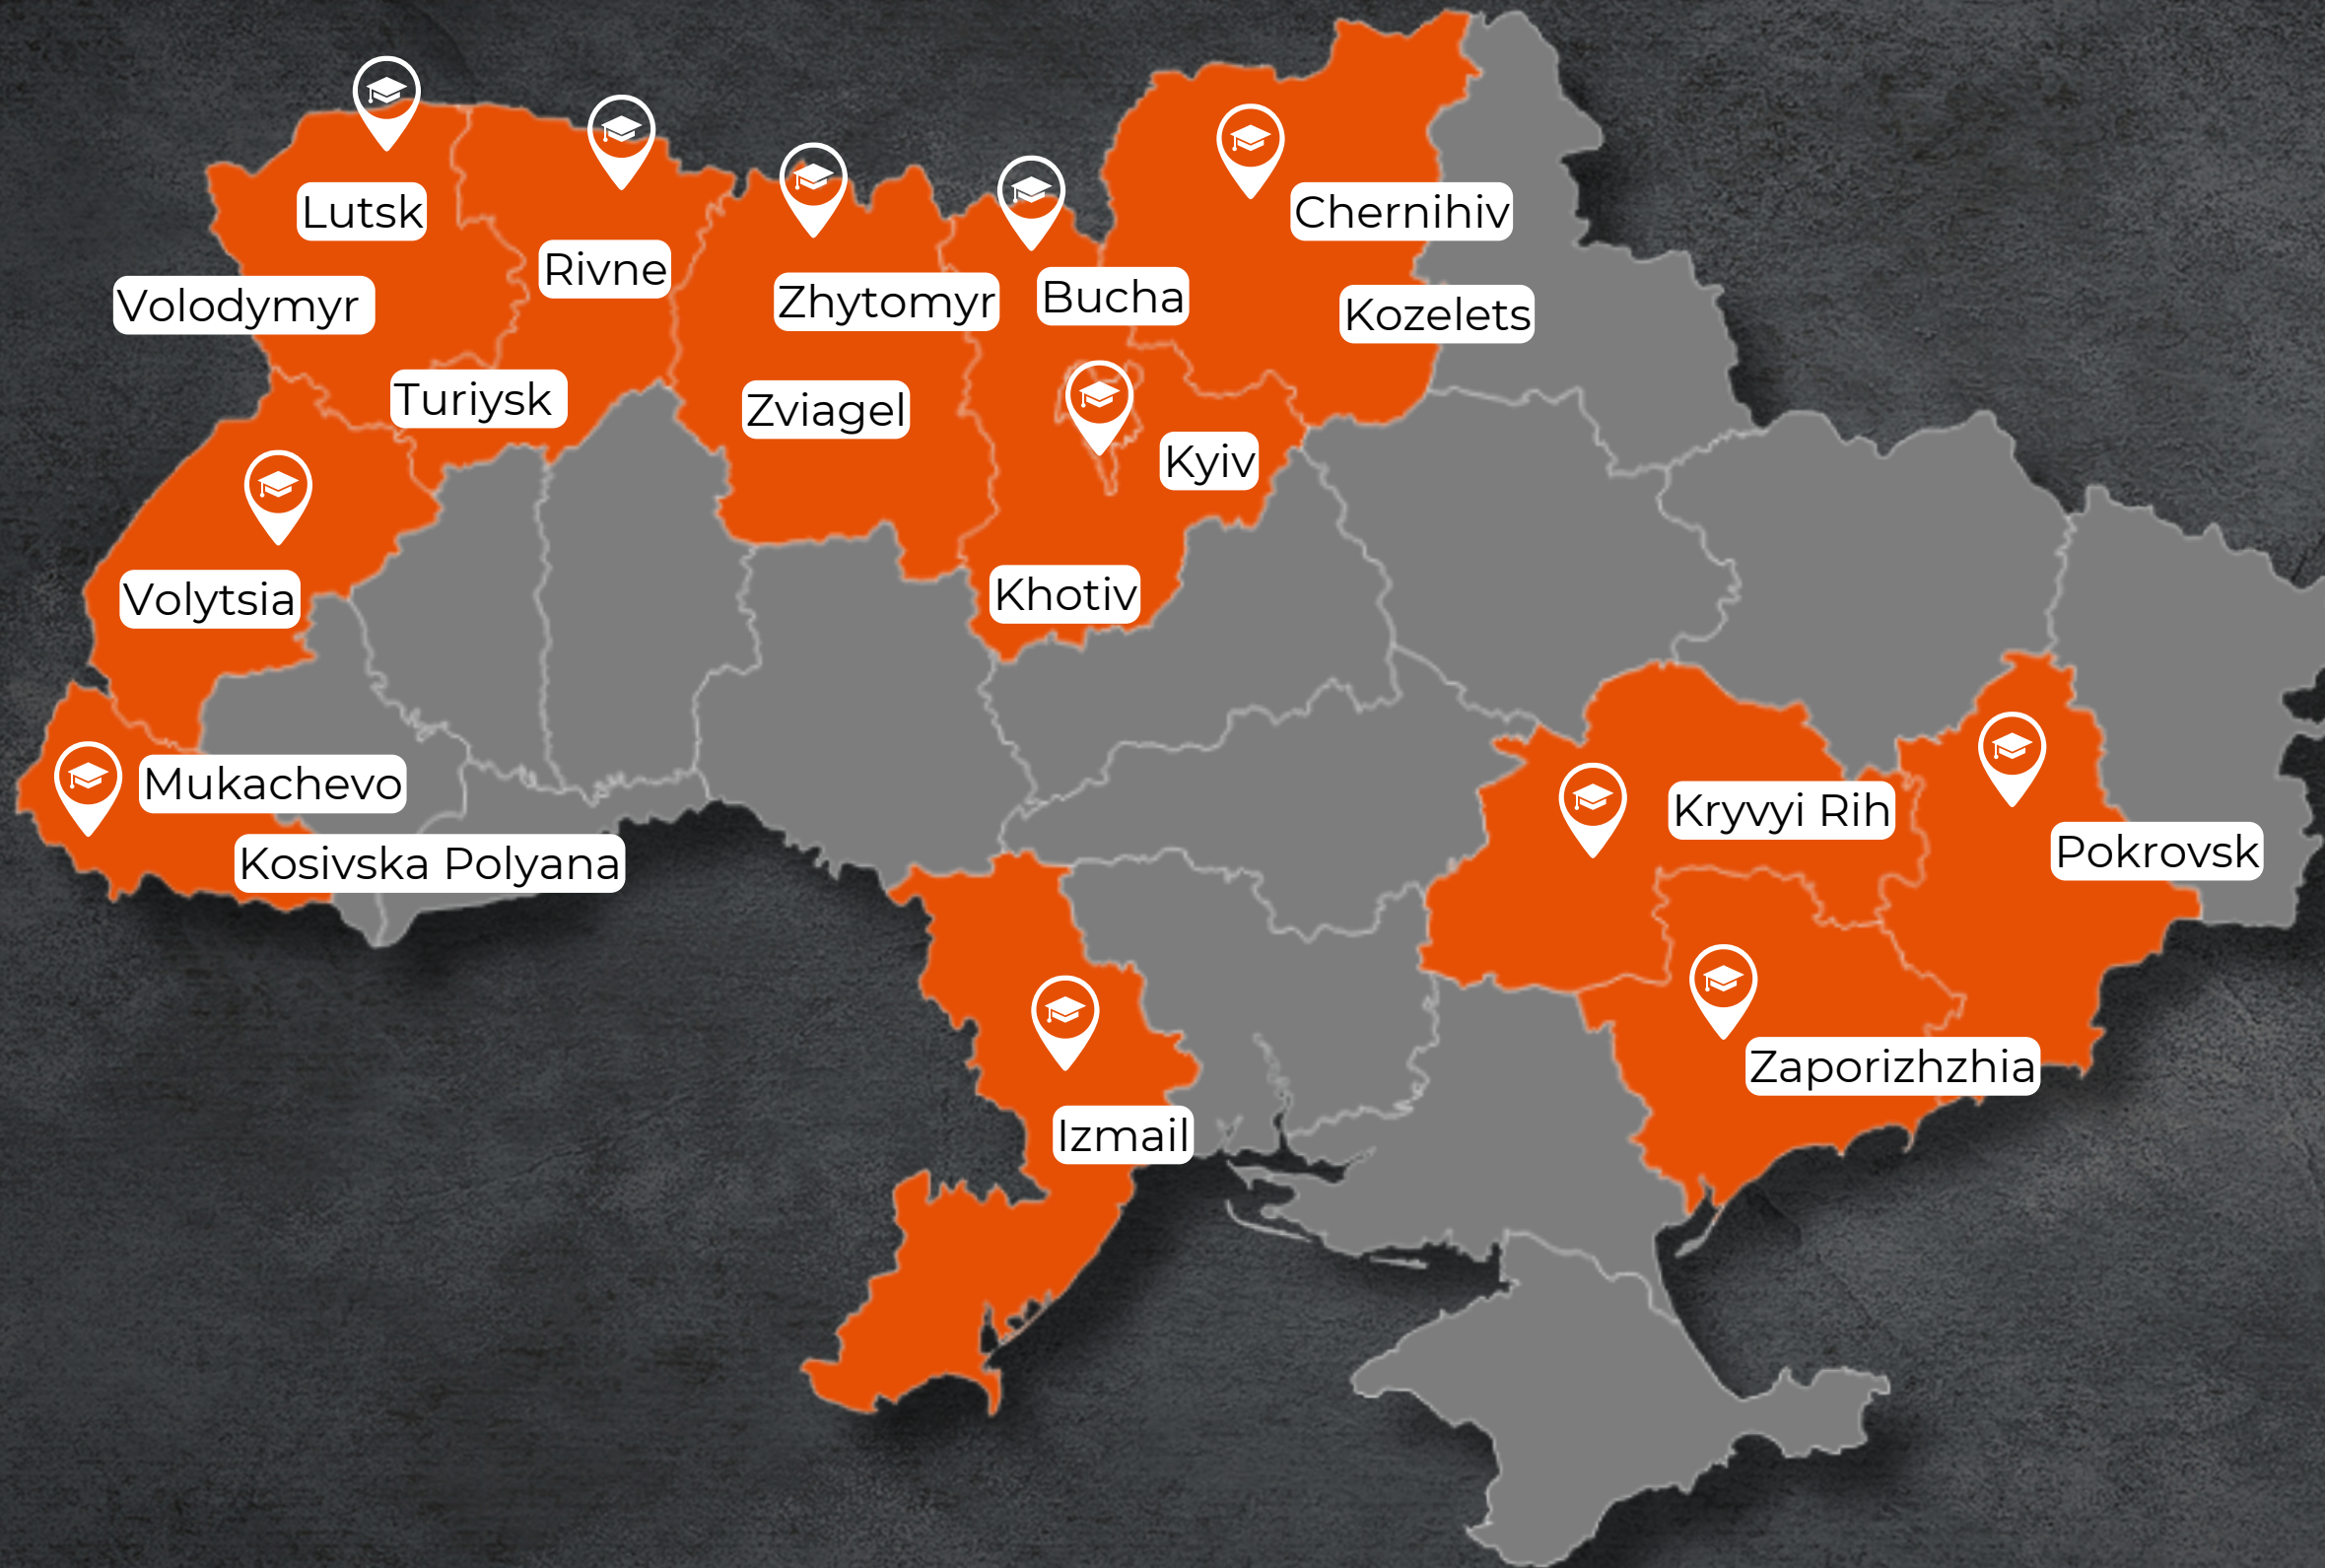 Lutsk
Chernihiv
Rivne
Volodymyr
Zhytomyr
Bucha
Kozelets
Turiysk
Zviagel
Kyiv
Volytsia
Khotiv
Mukachevo
Kryvyi Rih
Kosivska Polyana
Pokrovsk
Zaporizhzhia
Izmail